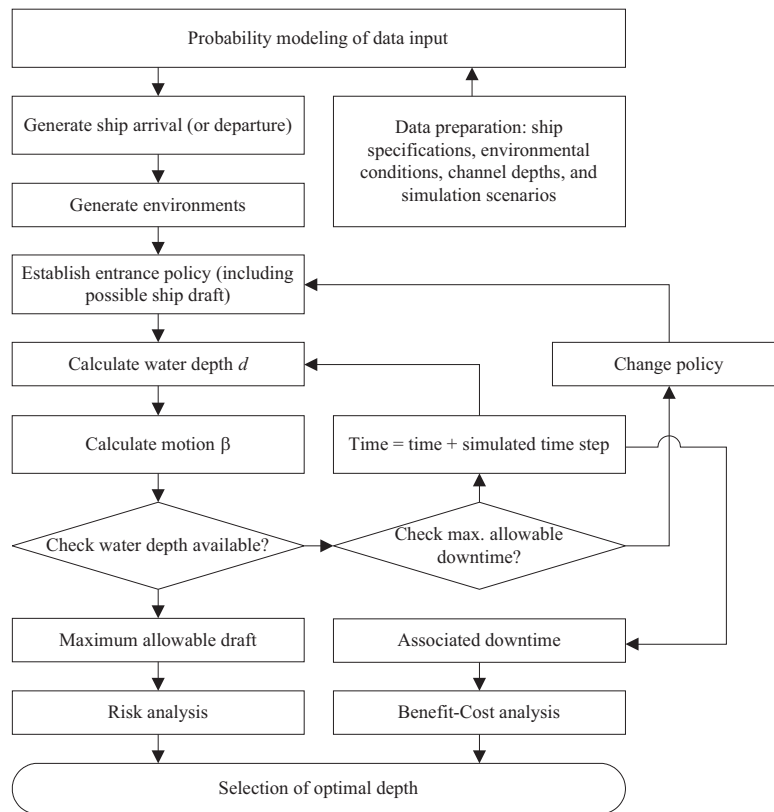 Probability modeling of data input
Generate ship arrival (or departure)
Data preparation: ship
specifications, environmental
conditions, channel depths, and
simulation scenarios
Generate environments
Establish entrance policy (including
possible ship draft)
Calculate water depth d
Change policy
Calculate motion β
Time = time + simulated time step
Check water depth available?
Check max. allowable
downtime?
Maximum allowable draft
Associated downtime
Risk analysis
Benefit-Cost analysis
Selection of optimal depth